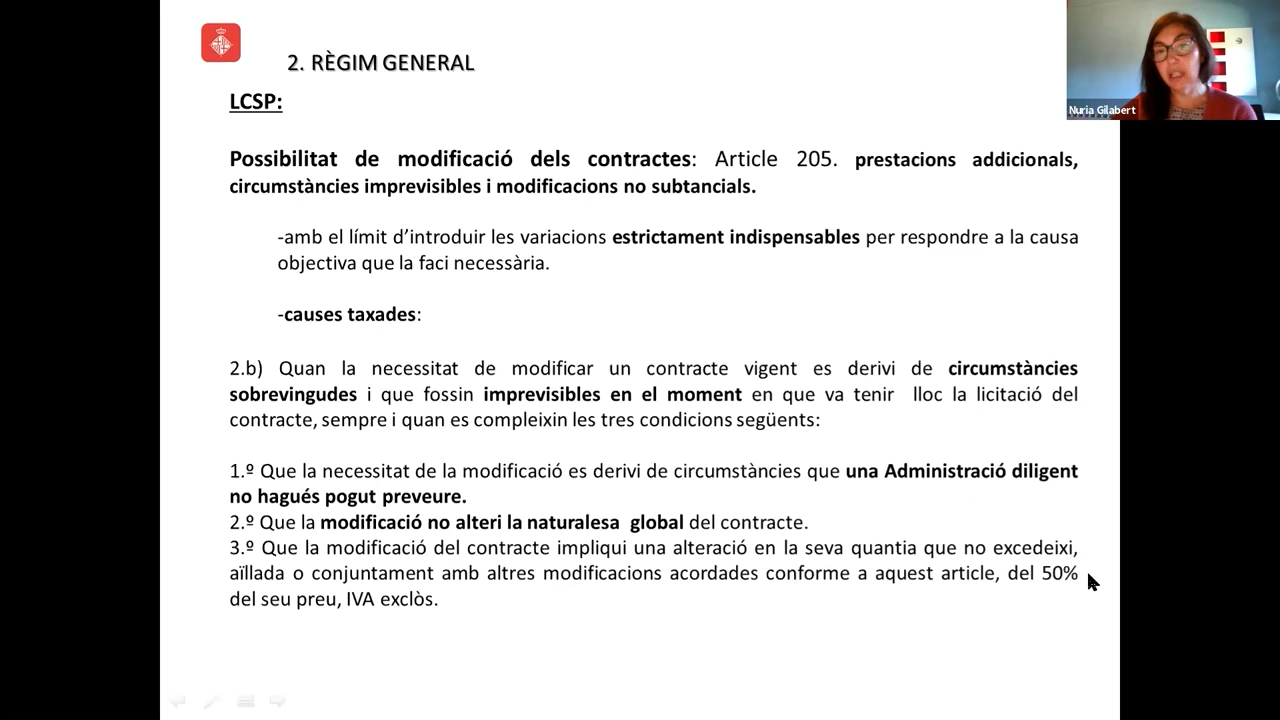 2. RÈGIM GENERAL
LCSP:
Possibilitat de modificació dels contractes: Article 205. prestacions addicionals,
circumstàncies imprevisibles i modificacions no subtancials.
-amb el límit d’introduir les variacions estrictament indispensables per respondre a la causa
objectiva que la faci necessària.
-causes taxades:
2.b) Quan la necessitat de modificar un contracte vigent es derivi de circumstàncies
sobrevingudes i que fossin imprevisibles en el moment en que va tenir lloc la licitació del
contracte, sempre i quan es compleixin les tres condicions següents:
1.º Que la necessitat de la modificació es derivi de circumstàncies que una Administració diligent
no hagués pogut preveure.
2.º Que la modificació no alteri la naturalesa global del contracte.
3.º Que la modificació del contracte impliqui una alteració en la seva quantia que no excedeixi,
aïllada o conjuntament amb altres modificacions acordades conforme a aquest article, del 50%
del seu preu, IVA exclòs.
Nuria Gilabert